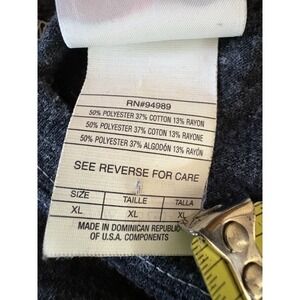 RN#94989
50% POLYESTER 37% COTTON 13% RAYON
50% POLYESTER 37% COTON 13% RAYONE
50% POLYESTER 37% ALGODÓN 13% RAYÓN
SEE REVERSE FOR CARE
SIZE TAILLE TALLA
XL XL XL
MADE IN DOMINICAN REPUBLIC
OF U.S.A. COMPONENTS